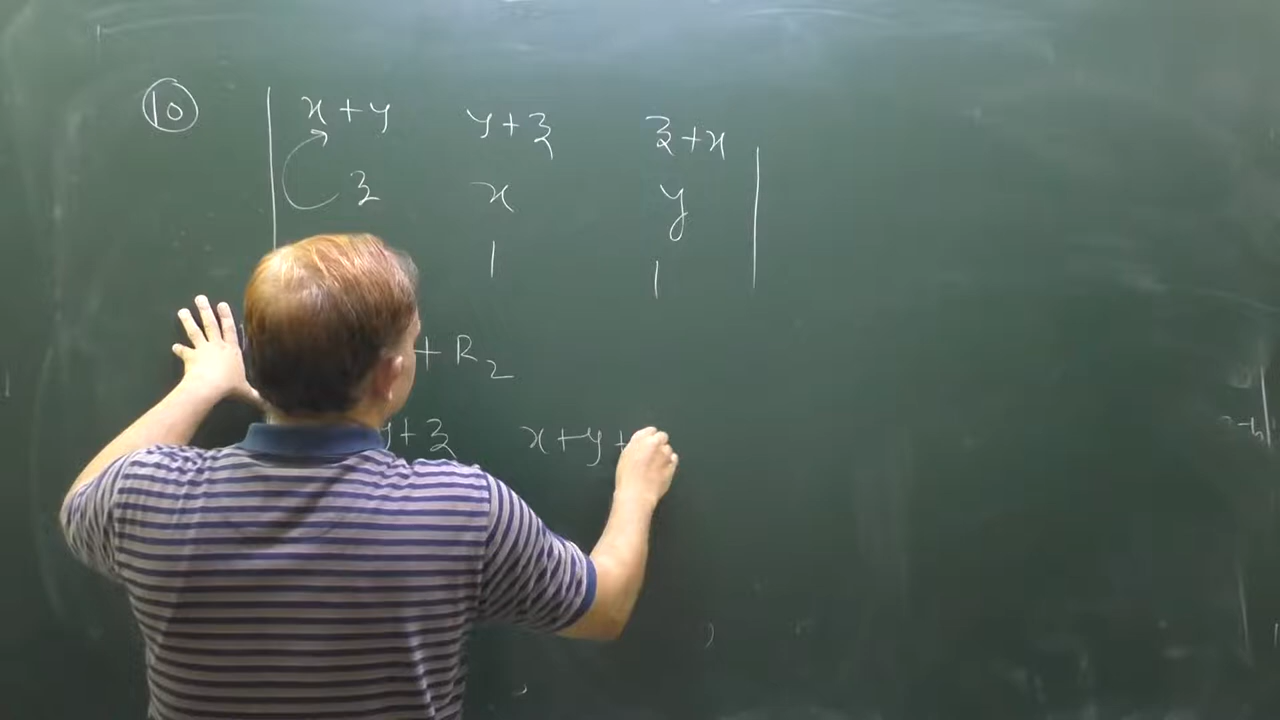 10 | x+y y+z z+x |
z x y
1 1
+ R2
y+z x+y+